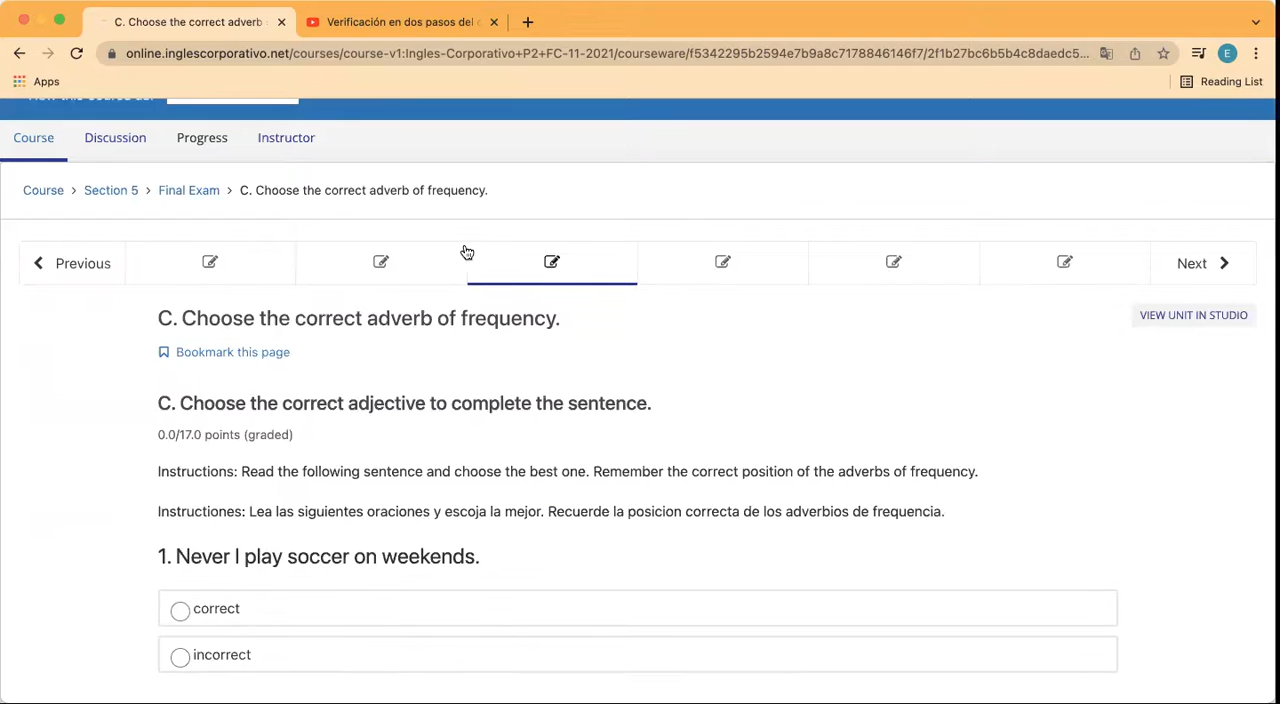 C. Choose the correct adverb
Verificación en dos pasos del
online.inglescorporativo.net/courses/course-v1:Ingles-Corporativo+P2+FC-11-2021/courseware/f5342295b2594e7b9a8c7178846146f7/2f1b27bc6b5b4c8daedc5...
E
Apps
Reading List
View this course as:
Course
Discussion
Progress
Instructor
Course > Section 5 > Final Exam > C. Choose the correct adverb of frequency.
Previous
Next
C. Choose the correct adverb of frequency.
VIEW UNIT IN STUDIO
Bookmark this page
C. Choose the correct adjective to complete the sentence.
0.0/17.0 points (graded)
Instructions: Read the following sentence and choose the best one. Remember the correct position of the adverbs of frequency.
Instructiones: Lea las siguientes oraciones y escoja la mejor. Recuerde la posicion correcta de los adverbios de frecuencia.
1. Never I play soccer on weekends.
correct
incorrect